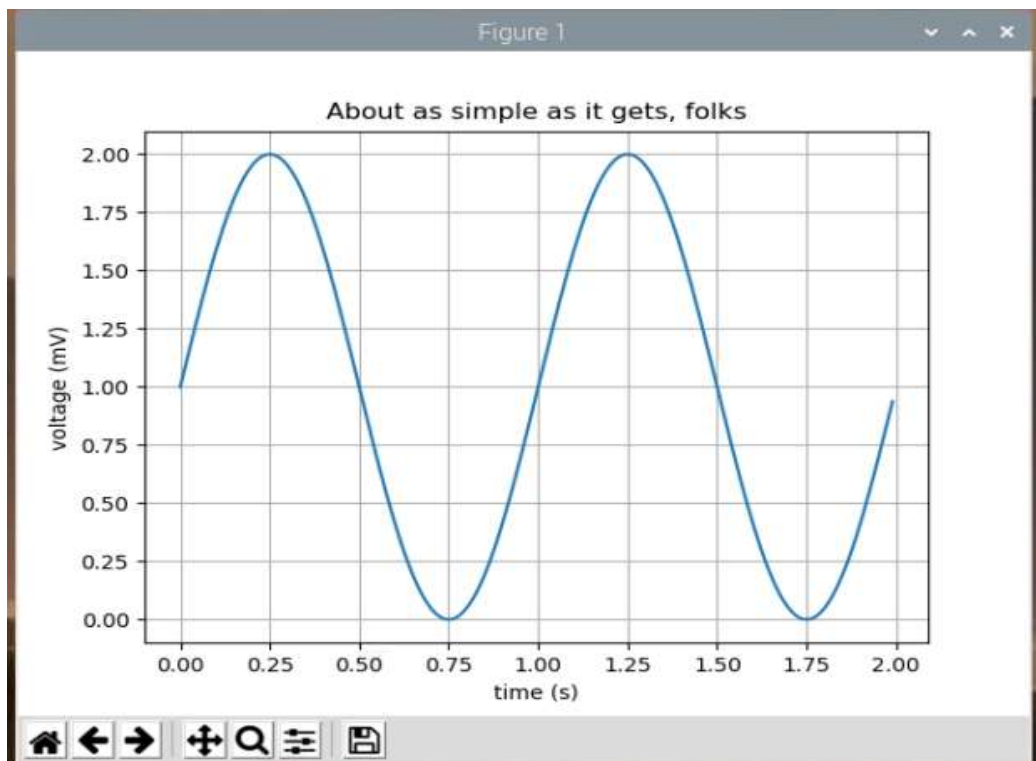 Figure 1
About as simple as it gets, folks
2.00
1.75
1.50
1.25
1.00
0.75
0.50
0.25
0.00
voltage (mV)
0.00 0.25 0.50 0.75 1.00 1.25 1.50 1.75 2.00
time (s)